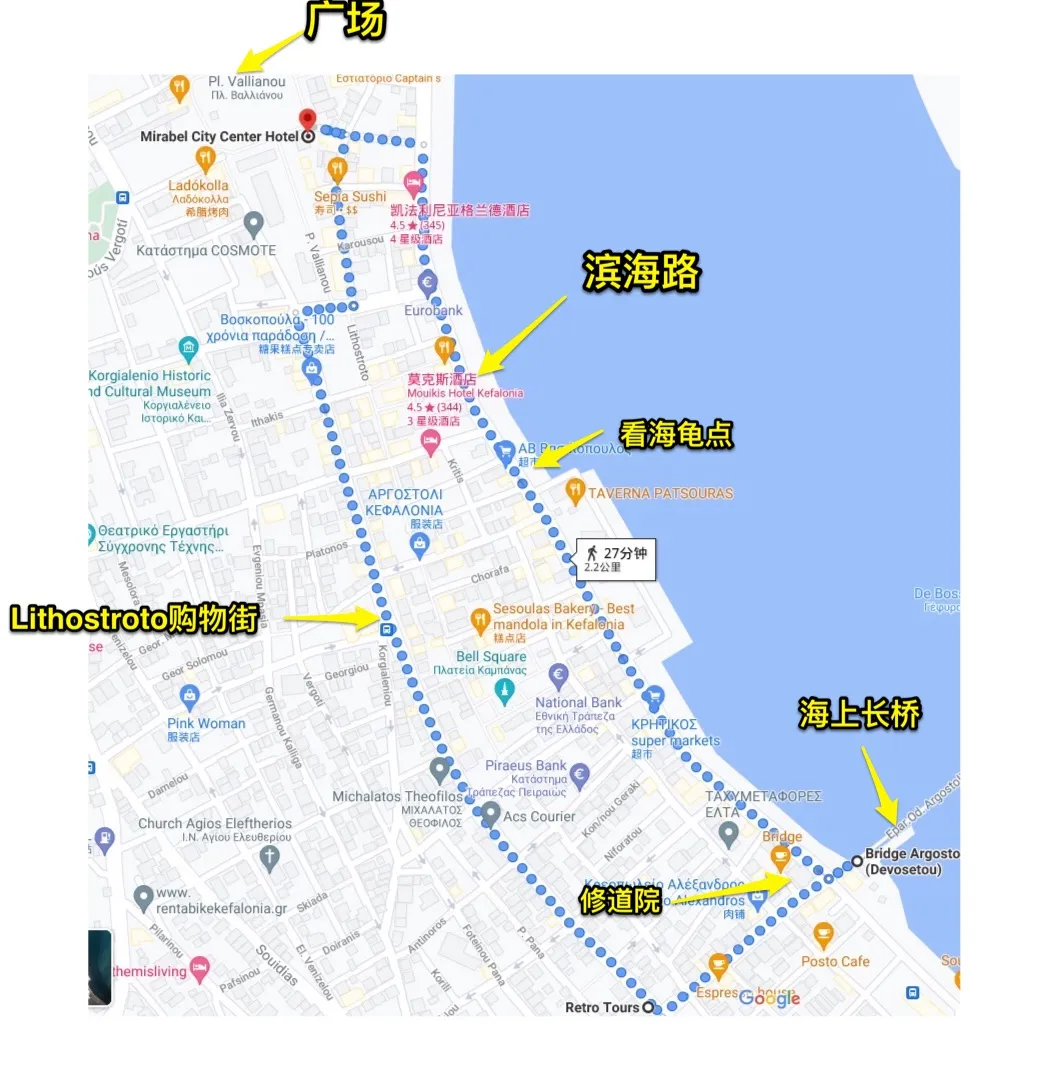 广场
Pl. Vallianou
Πλ. Βαλλιάνου
Εστιατόριο Captain's
Mirabel City Center Hotel
Ladókolla
Λαδόκολλα
希腊烤肉
Sepia Sushi
寿司・$$
凯法利尼亚格兰德酒店
4.5★(345)
4 星级酒店
Κατάστημα COSMOTE
P. Vallianou
Karousou
Eurobank
滨海路
Βοσκοπούλα - 100
χρόνια παράδοση /...
糖果糕点专卖店
Lithostroto
Korgialenio Historic
nd Cultural Museum
Κοργιαλένειο
Ιστορικό Και...
Ilia Zervou
Ithakis
莫克斯酒店
Mouikis Hotel Kefalonia
4.5★(344)
3 星级酒店
看海龟点
ΑΒ Βασιλόπουλος
超市
Kritis
TAVERNA PATSOURAS
ΑΡΓΟΣΤΟΛΙ
ΚΕΦΑΛΟΝΙΑ
服装店
Θεατρικό Εργαστήρι
Σύγχρονης Τέχνης...
Platonos
Evgeniou
Chorafa
27分钟
2.2公里
De Bos
Γέφυρα
Lithostroto购物街
Sesoulas Bakery - Best
mandola in Kefalonia
糕点店
Geor. Solomou
Georgiou
Korgialeniou
Vergoti
Germanou Kalliga
Bell Square
Πλατεία Καμπάνας
National Bank
Εθνική Τράπεζα
της Ελλάδος
Pink Woman
服装店
ΚΡΗΤΙΚΟΣ
super markets
超市
海上长桥
Piraeus Bank
Κατάστημα
Τράπεζας Πειραιώς
Damelou
Michalatos Theofilos
ΜΙΧΑΛΑΤΟΣ
ΘΕΟΦΙΛΟΣ
Acs Courier
Kon/nou Geraki
Niforatou
ΤΑΧΥΜΕΤΑΦΟΡΕΣ
ΕΛΤΑ
Epar.Od. Argostoli
Church Agios Eleftherios
Ι.Ν. Αγίου Ελευθερίου
Bridge
Bridge Argosto
(Devosetou)
修道院
Κρεοπωλείο Αλέξανδρος
Alexandros
肉铺
www.
rentabikekefalonia.gr
Skiada
Doiranis
Pilarinou
Souidias
El. Venizelou
Antinoros
Foteinou Pana
P. Pana
Korili
Pafsinou
themisliving
Posto Cafe
Espresso house
Google
Retro Tours